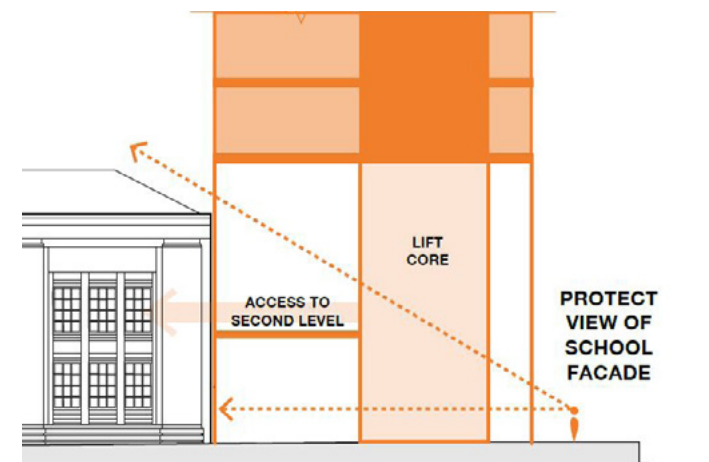 LIFT
CORE
ACCESS TO
SECOND LEVEL
PROTECT
VIEW OF
SCHOOL
FACADE